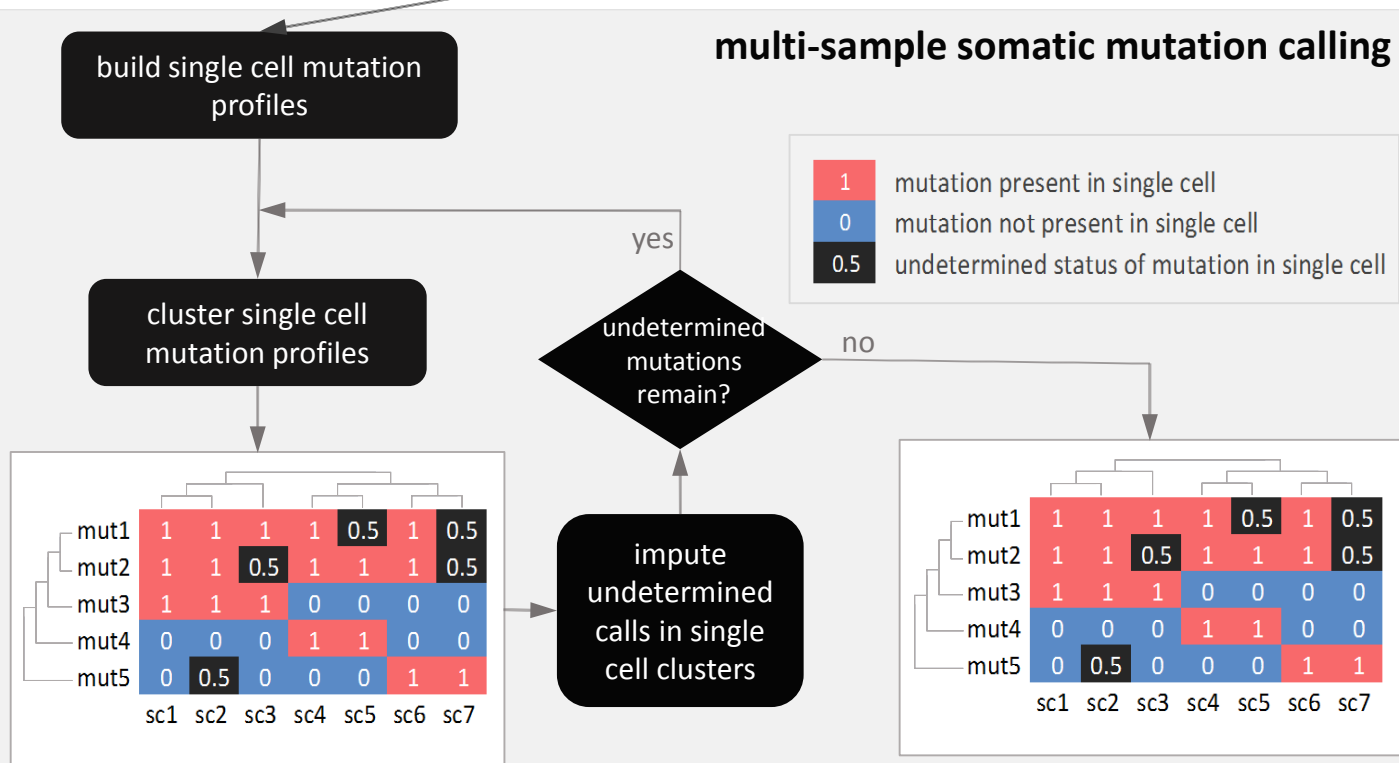 multi-sample somatic mutation calling
build single cell mutation
profiles
1 mutation present in single cell
0 mutation not present in single cell
0.5 undetermined status of mutation in single cell
yes
cluster single cell
mutation profiles
undetermined
mutations
remain?
no
mut1 1 1 1 1 0.5 1 0.5
mut2 1 1 0.5 1 1 1 0.5
mut3 1 1 1 0 0 0 0
mut4 0 0 0 1 1 0 0
mut5 0 0.5 0 0 0 1 1
sc1 sc2 sc3 sc4 sc5 sc6 sc7
impute
undetermined
calls in single
cell clusters
mut1 1 1 1 1 0.5 1 0.5
mut2 1 1 0.5 1 1 1 0.5
mut3 1 1 1 0 0 0 0
mut4 0 0 0 1 1 0 0
mut5 0 0.5 0 0 0 1 1
sc1 sc2 sc3 sc4 sc5 sc6 sc7